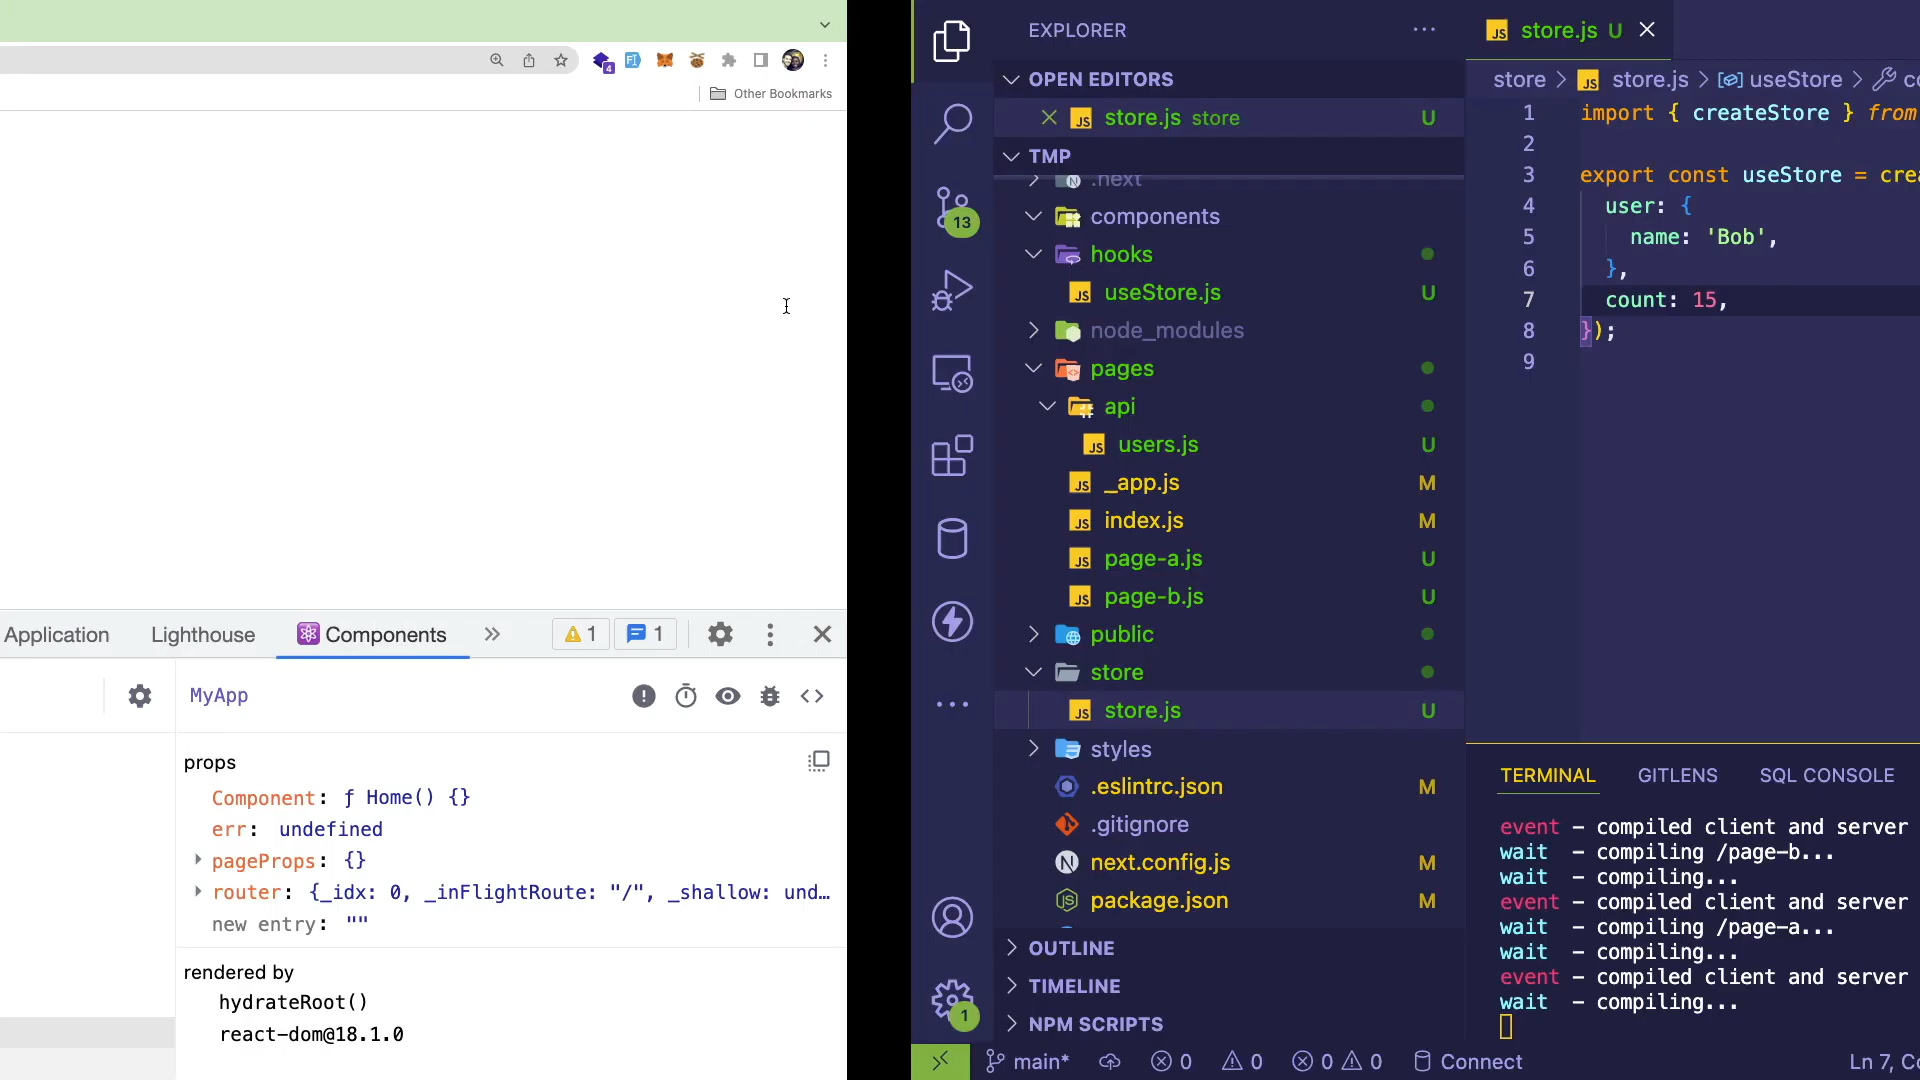 4
Other Bookmarks
Application
Lighthouse
Components
1
1
MyApp
props
Component: ƒ Home() {}
err: undefined
pageProps: {}
router: {_idx: 0, _inFlightRoute: "/", _shallow: und…
new entry: ""
rendered by
hydrateRoot()
react-dom@18.1.0
13
1
EXPLORER
OPEN EDITORS
store.js store U
TMP
.next
components
hooks
useStore.js U
node_modules
pages
api
users.js U
_app.js M
index.js M
page-a.js U
page-b.js U
public
store
store.js U
styles
.eslintrc.json M
.gitignore
next.config.js M
package.json M
OUTLINE
TIMELINE
NPM SCRIPTS
store.js U
store > store.js > useStore >
1 import { createStore } from
2
3 export const useStore = crea
4 user: {
5 name: 'Bob',
6 },
7 count: 15,
8 });
9
TERMINAL GITLENS SQL CONSOLE
event - compiled client and server
wait - compiling /page-b...
wait - compiling...
event - compiled client and server
wait - compiling /page-a...
wait - compiling...
event - compiled client and server
wait - compiling...
main* 0 0 0 0 Connect
Ln 7,